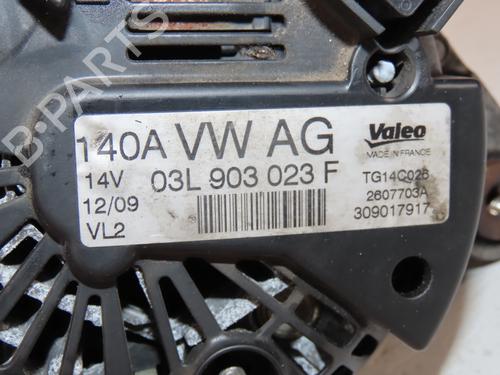 140A VW AG
14V 03L 903 023 F
12/09
VL2
Valeo
MADE IN FRANCE
TG14C026
2607703A
309017917
B-PARTS